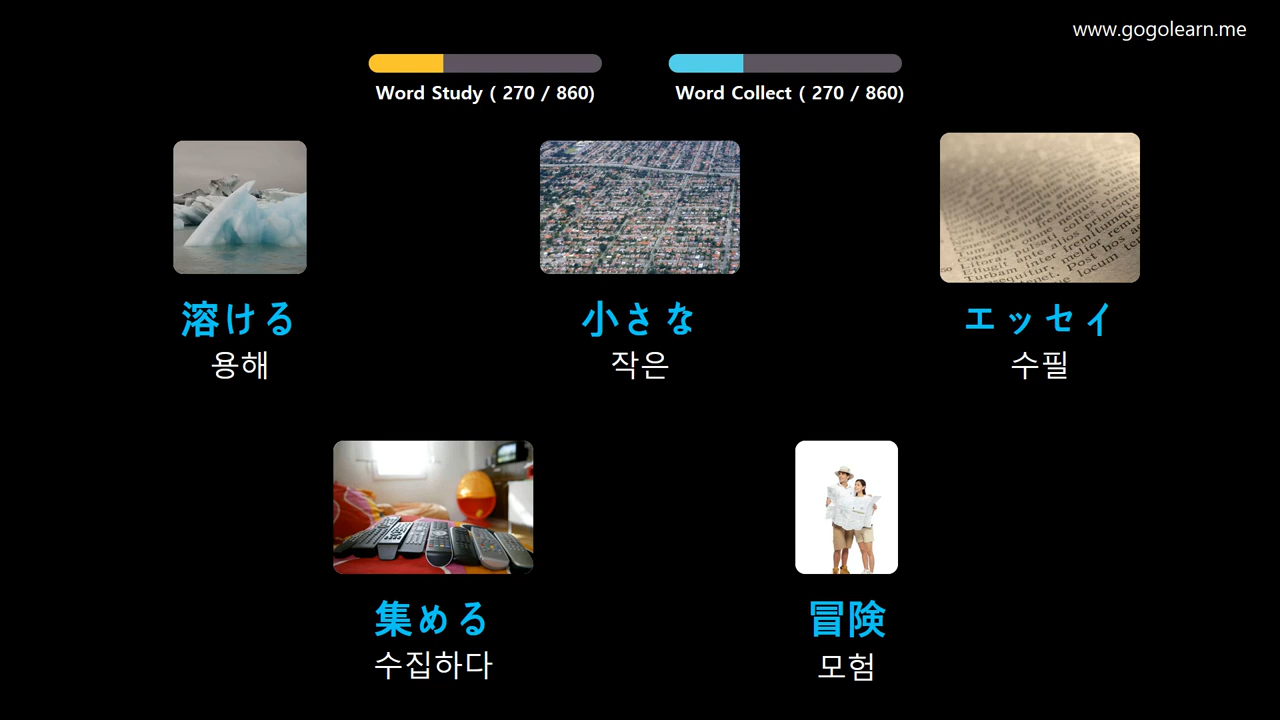 www.gogolearn.me
Word Study ( 270 / 860)
Word Collect ( 270 / 860)
溶ける
용해
小さな
작은
エッセイ
수필
集める
수집하다
冒険
모험